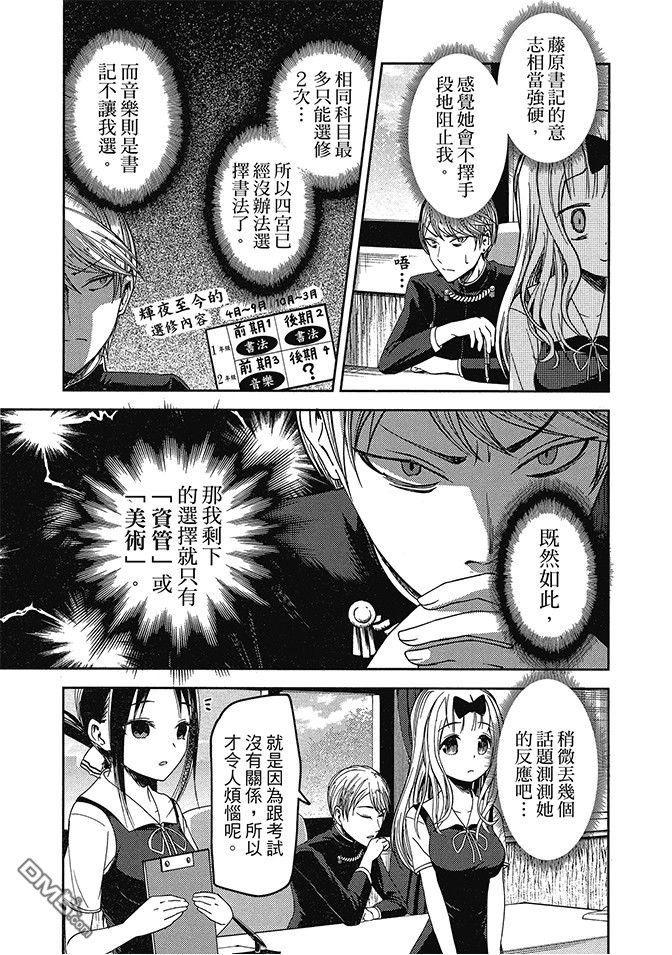 藤原書記的意
志相當強硬，
感覺她會不擇手
段地阻止我。
唔…
相同科目最
多只能選修
2次…
所以四宮已
經沒辦法選
擇書法了。
而音樂則是書
記不讓我選。
輝夜至今的
選修內容
4月～9月
10月～3月
1年級
前期1
書法
後期2
書法
2年級
前期3
音樂
後期4
？
既然如此，
那我剩下
的選擇就只有
「資管」或
「美術」。
稍微丟幾個
話題測測她
的反應吧…
就是因為跟考試
沒有關係，所以
才令人煩惱呢。